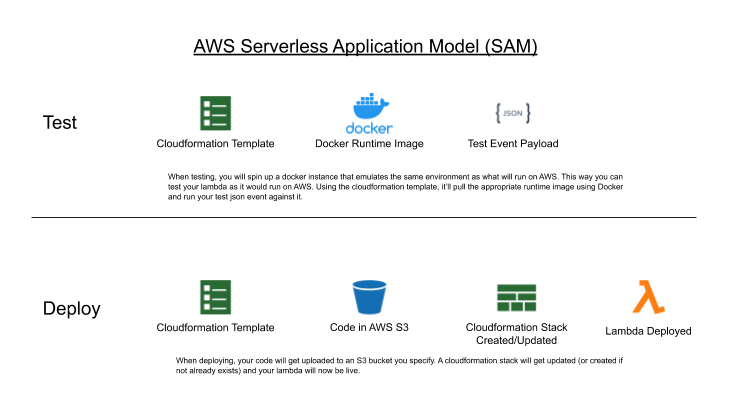 AWS Serverless Application Model (SAM)
Test
docker
{ JSON }
Cloudformation Template
Docker Runtime Image
Test Event Payload
When testing, you will spin up a docker instance that emulates the same environment as what will run on AWS. This way you can
test your lambda as it would run on AWS. Using the cloudformation template, it'll pull the appropriate runtime image using Docker
and run your test json event against it.
Deploy
Cloudformation Template
Code in AWS S3
Cloudformation Stack
Created/Updated
Lambda Deployed
When deploying, your code will get uploaded to an S3 bucket you specify. A cloudformation stack will get updated (or created if
not already exists) and your lambda will now be live.